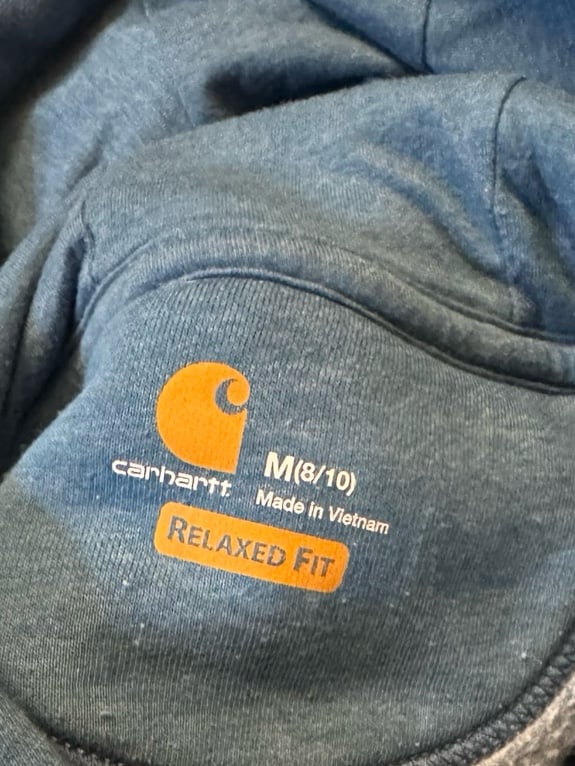 carhartt
M(8/10)
Made in Vietnam
RELAXED FIT